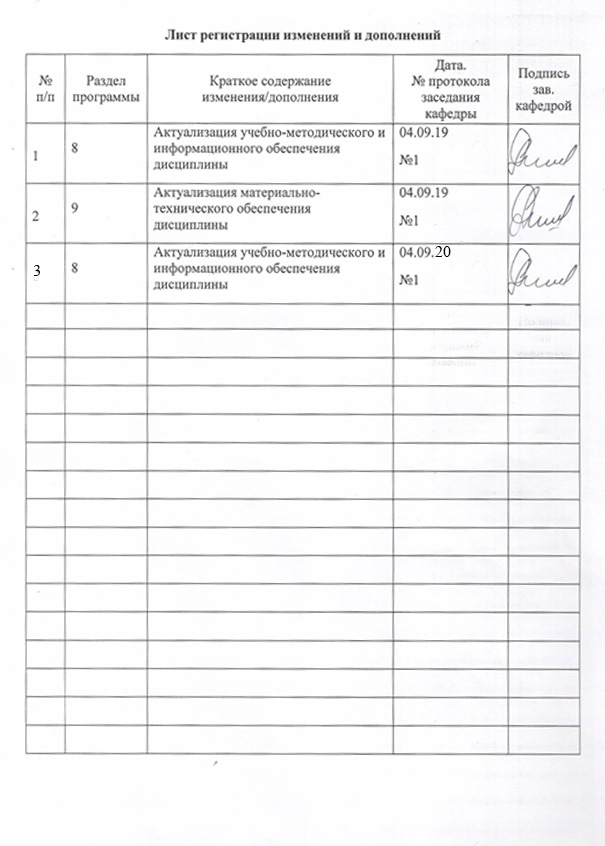 Лист регистрации изменений и дополнений
№
п/п
Раздел
программы
Краткое содержание
изменения/дополнения
Дата.
№ протокола
заседания
кафедры
Подпись
зав.
кафедрой
1
8
Актуализация учебно-методического и
информационного обеспечения
дисциплины
04.09.19
№1
2
9
Актуализация материально-
технического обеспечения
дисциплины
04.09.19
№1
3
8
Актуализация учебно-методического и
информационного обеспечения
дисциплины
04.09.20
№1